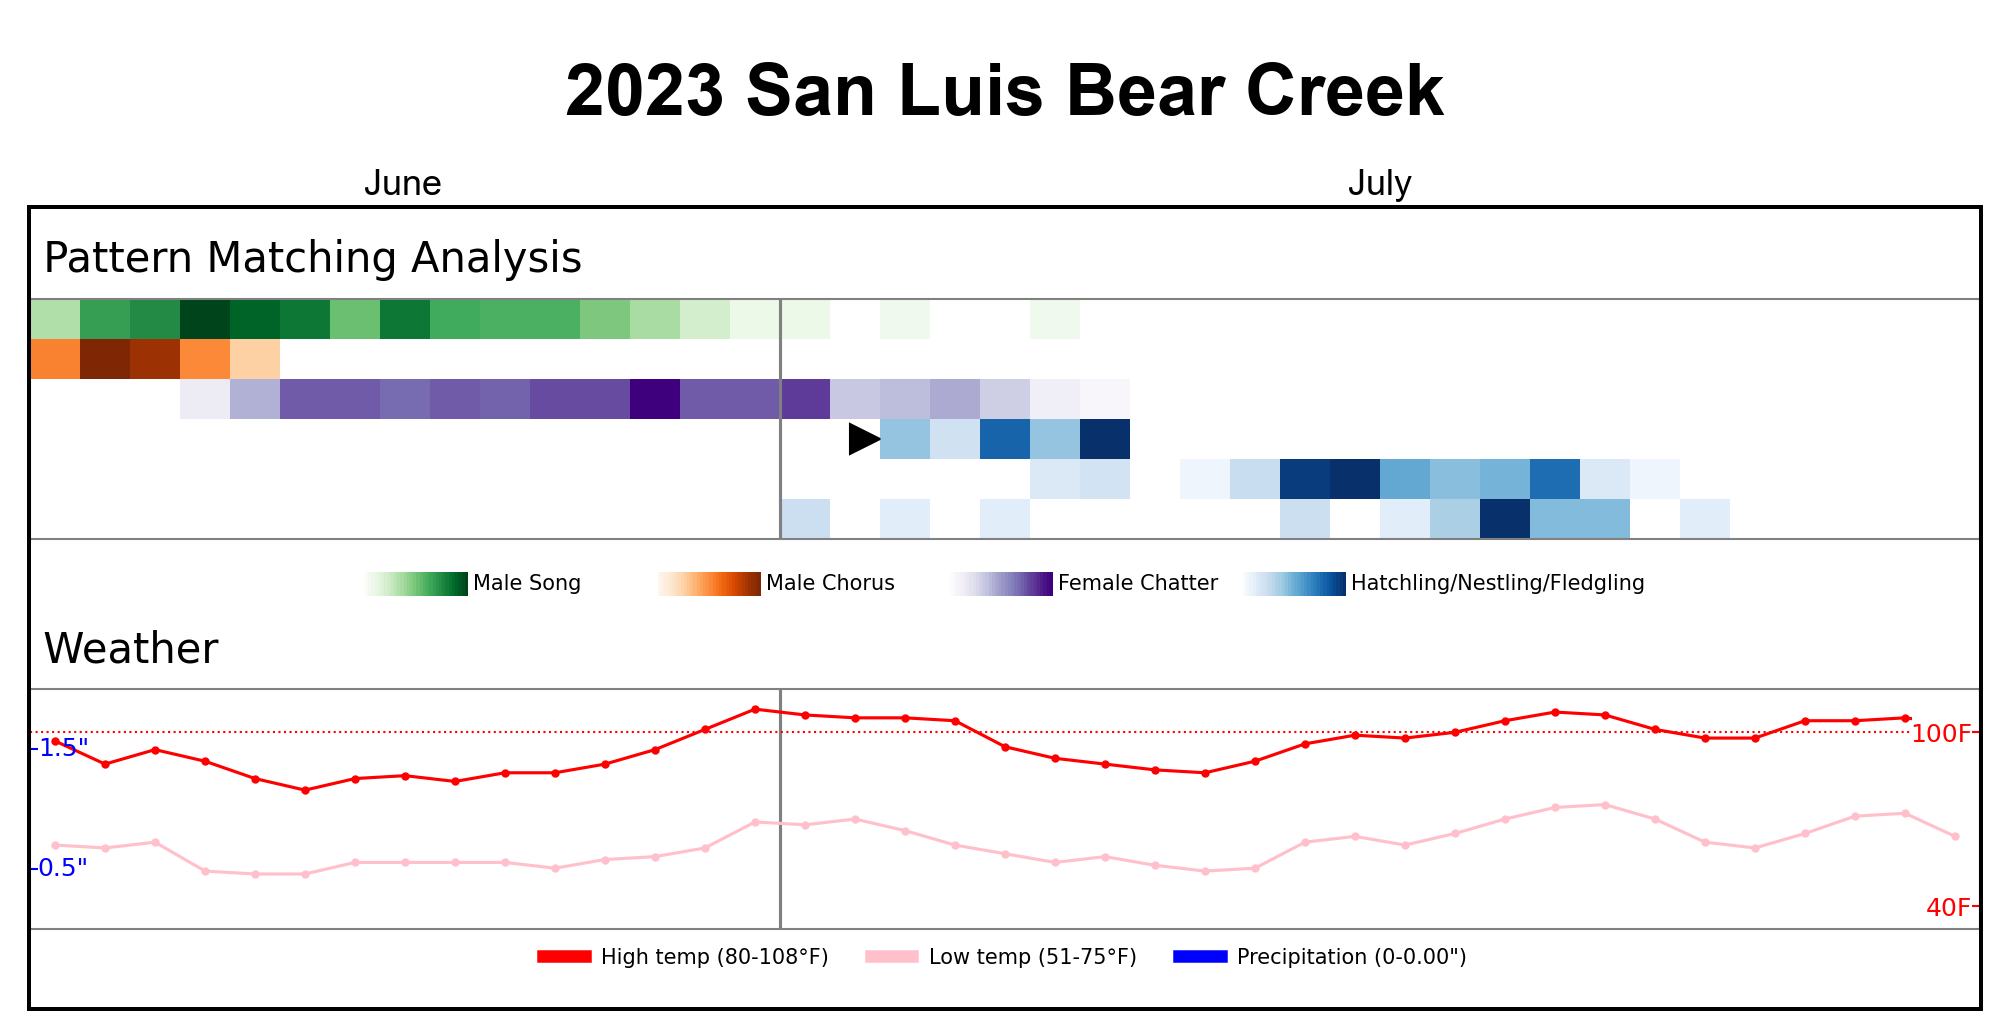 2023 San Luis Bear Creek
June July
Pattern Matching Analysis
Male Song Male Chorus Female Chatter Hatchling/Nestling/Fledgling
Weather
1.5" 100F
0.5"
40F
High temp (80-108°F) Low temp (51-75°F) Precipitation (0-0.00")